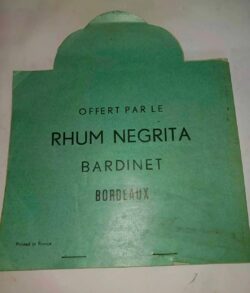 OFFERT PAR LE
RHUM NEGRITA
BARDINET
BORDEAUX
Printed in France